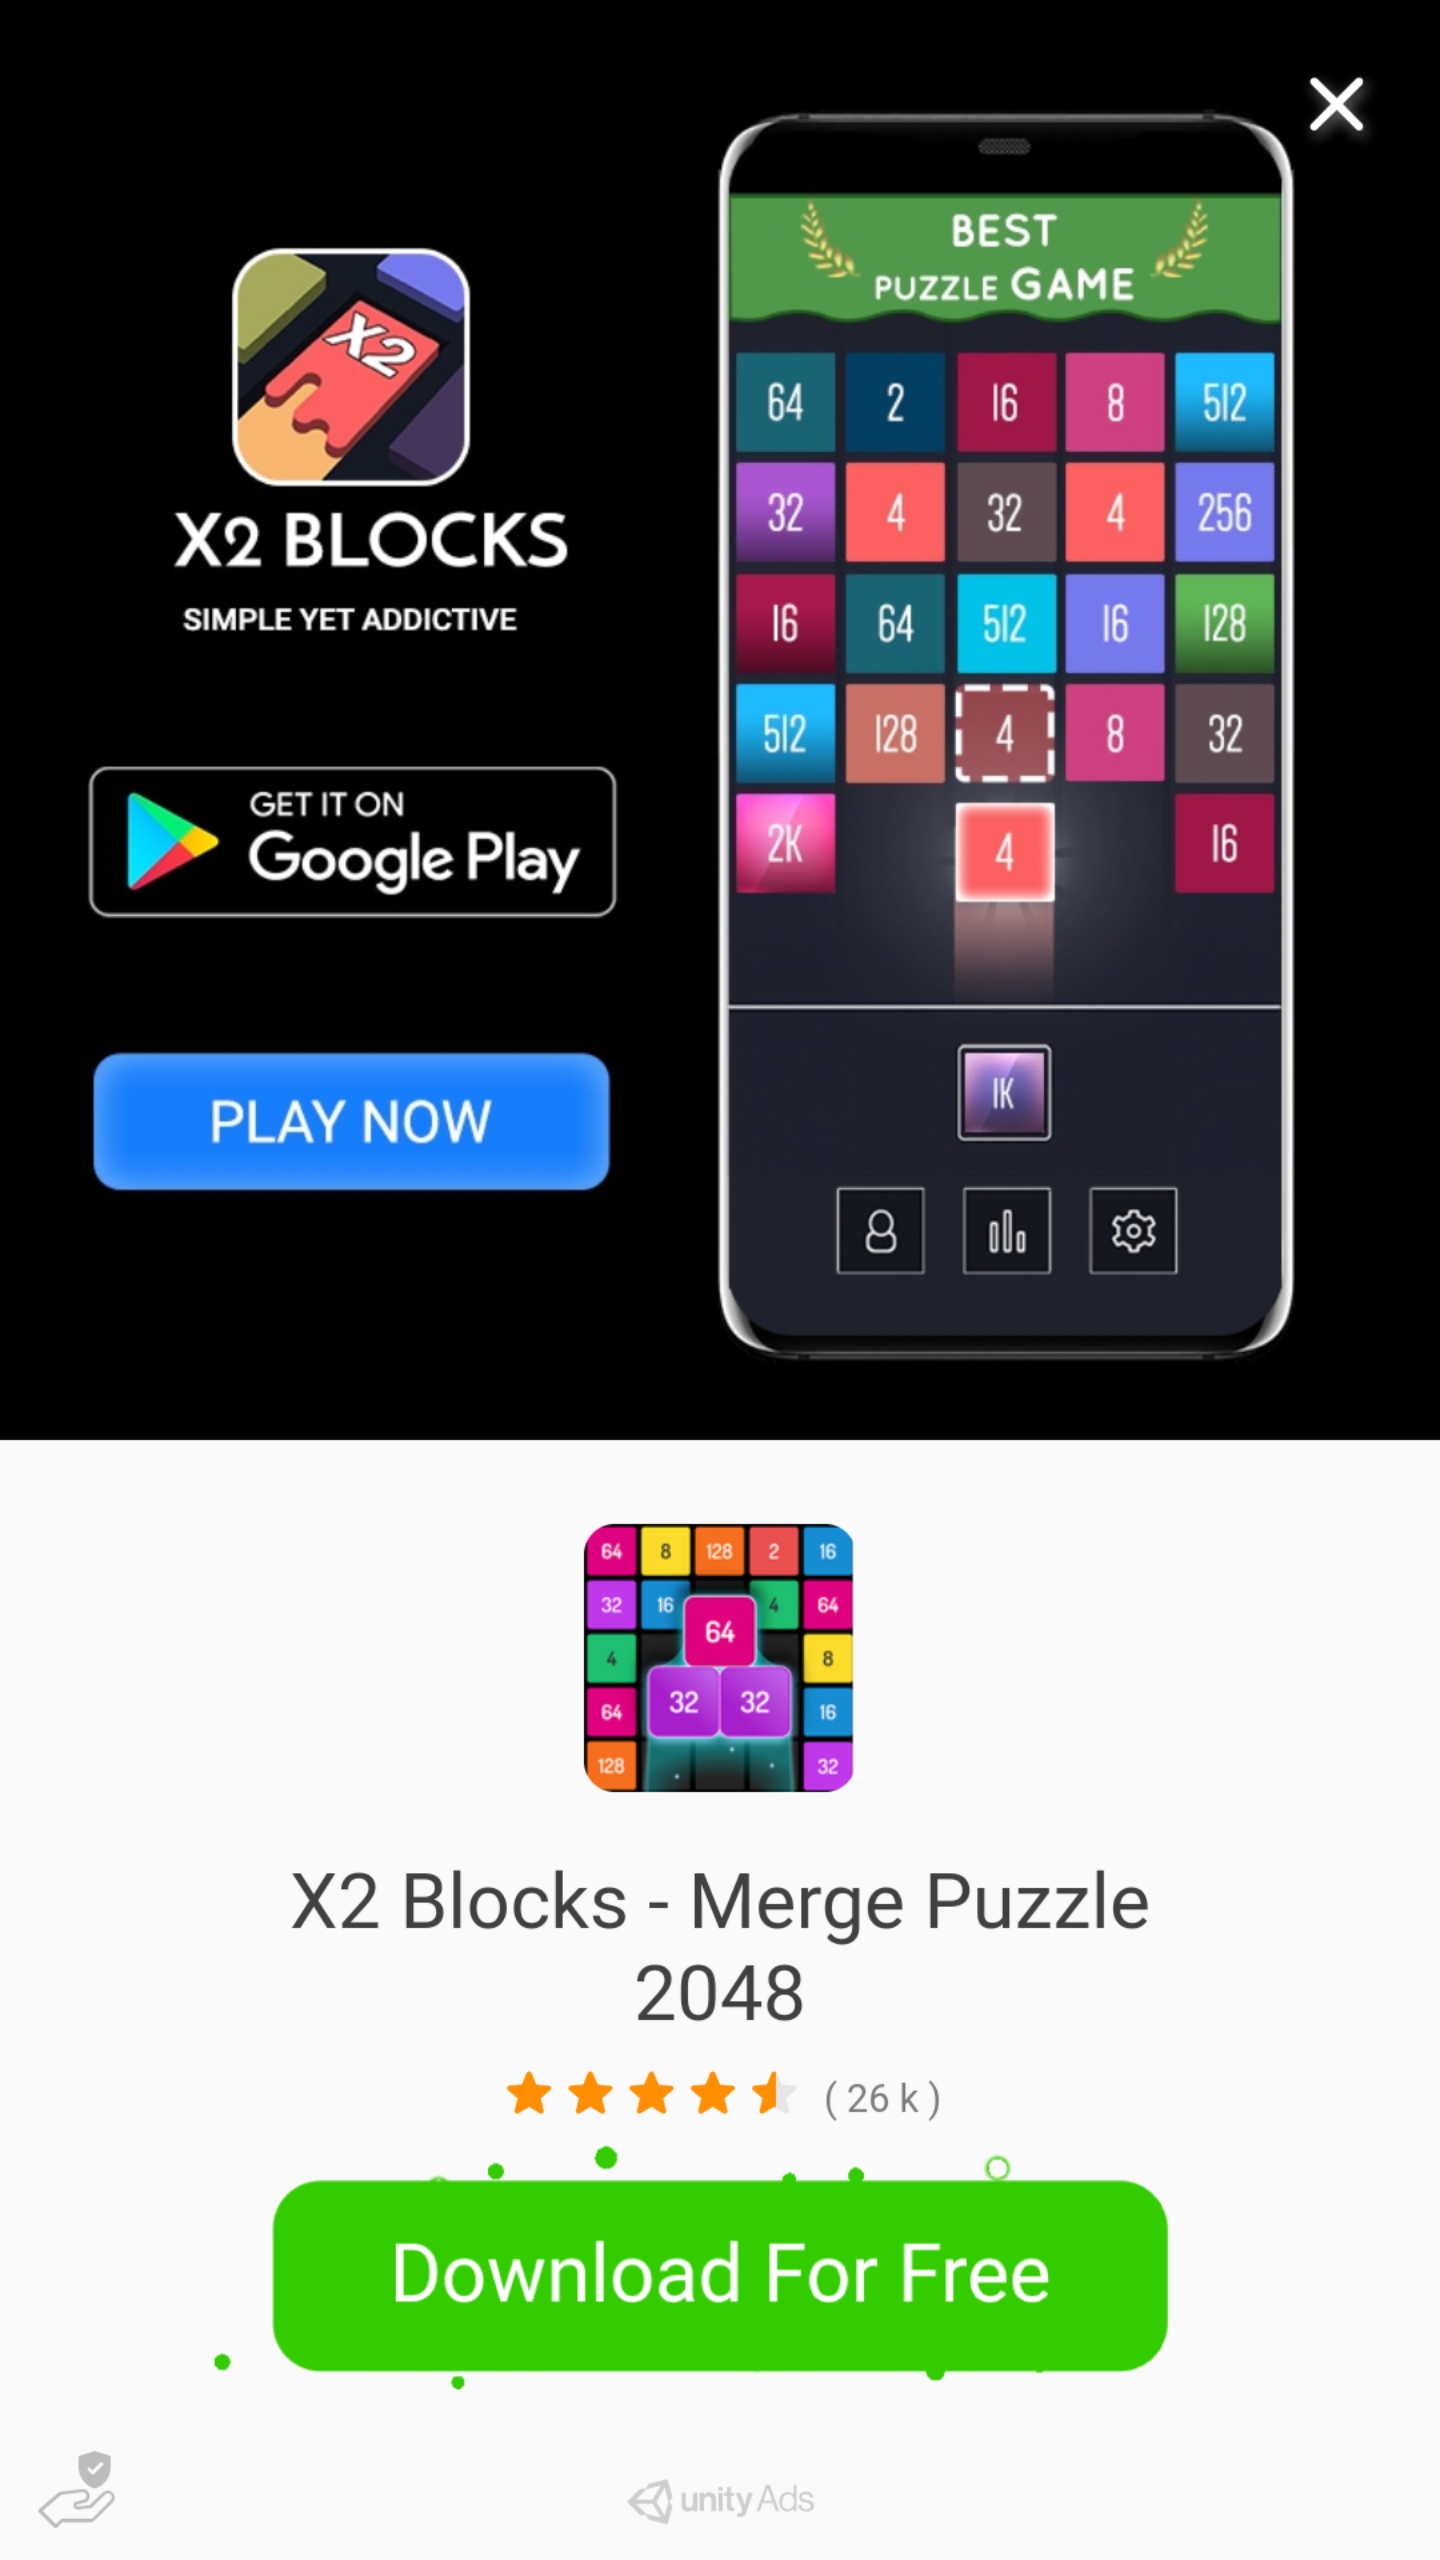 X2
X2 BLOCKS
SIMPLE YET ADDICTIVE
GET IT ON
Google Play
PLAY NOW
BEST
PUZZLE GAME
64 2 16 8 512
32 4 32 4 256
16 64 512 16 128
512 128 4 8 32
2K 4 16
1K
64 8 128 2 16
32 16 4 64
64
4 8
32 32
64 16
128 32
X2 Blocks - Merge Puzzle
2048
( 26 k )
Download For Free
unity Ads